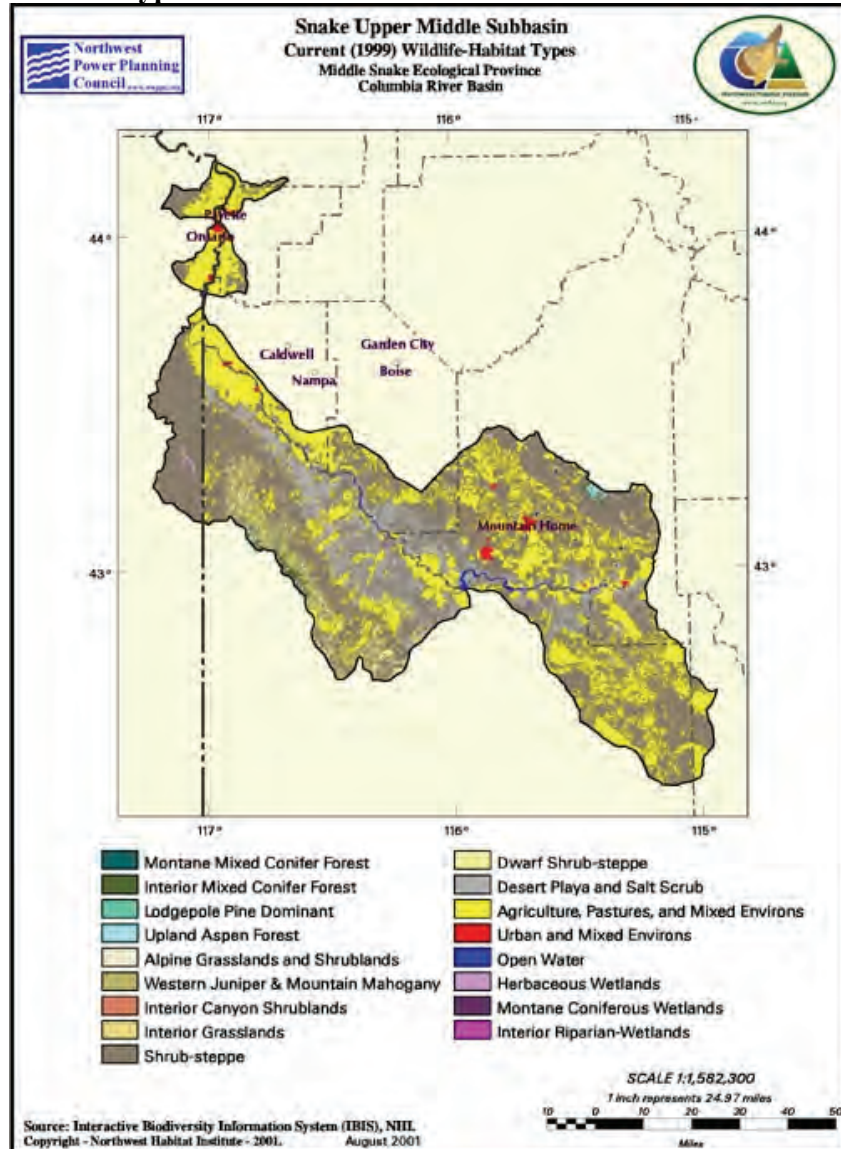 Snake Upper Middle Subbasin
Current (1999) Wildlife-Habitat Types
Middle Snake Ecological Province
Columbia River Basin
Northwest
Power Planning
Council
117°
116°
115°
44°
44°
Payette
Ontario
Caldwell
Nampa
Garden City
Boise
Mountain Home
43°
43°
117°
116°
115°
Montane Mixed Conifer Forest
Interior Mixed Conifer Forest
Lodgepole Pine Dominant
Upland Aspen Forest
Alpine Grasslands and Shrublands
Western Juniper & Mountain Mahogany
Interior Canyon Shrublands
Interior Grasslands
Shrub-steppe
Dwarf Shrub-steppe
Desert Playa and Salt Scrub
Agriculture, Pastures, and Mixed Environs
Urban and Mixed Environs
Open Water
Herbaceous Wetlands
Montane Coniferous Wetlands
Interior Riparian-Wetlands
SCALE 1:1,582,300
1 inch represents 24.97 miles
10 0 10 20 30 40 50
Miles
Source: Interactive Biodiversity Information System (IBIS), NHI.
Copyright - Northwest Habitat Institute - 2001. August 2001